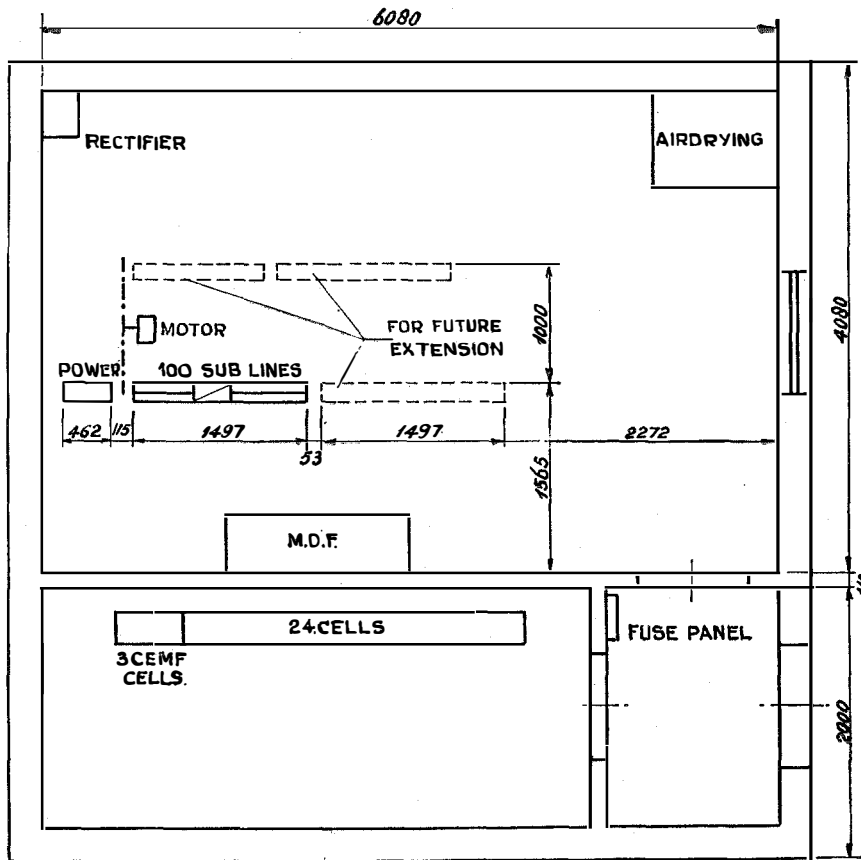 6080
RECTIFIER
AIRDRYING
4080
MOTOR
FOR FUTURE
EXTENSION
1000
POWER
100 SUB LINES
462
115
1497
53
1497
2272
1565
M.D.F.
24.CELLS
3 CEMF
CELLS.
FUSE PANEL
2000